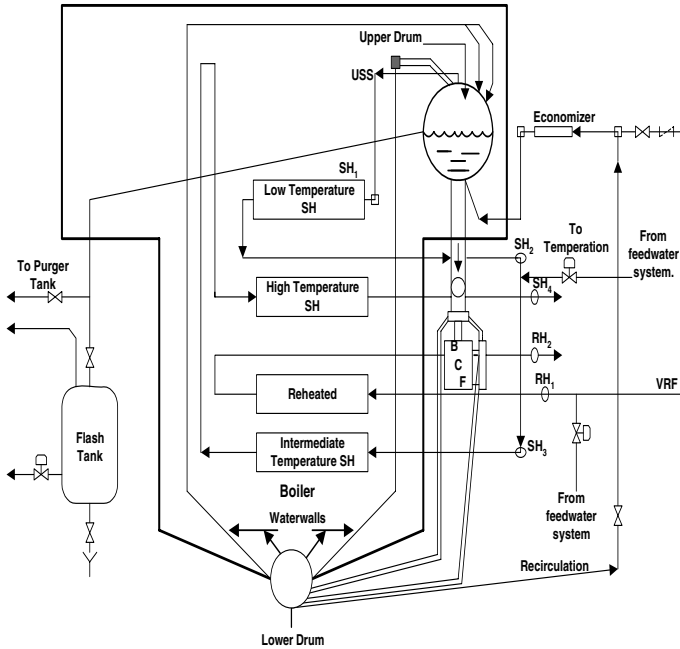 Upper Drum
USS
Economizer
SH1
Low Temperature
SH
To
Temperation
SH2
From
feedwater
system.
To Purger
Tank
High Temperature
SH
SH4
B
C
F
RH2
RH1
VRF
Reheated
Flash
Tank
Intermediate
Temperature SH
SH3
Boiler
Waterwalls
From
feedwater
system
Recirculation
Lower Drum